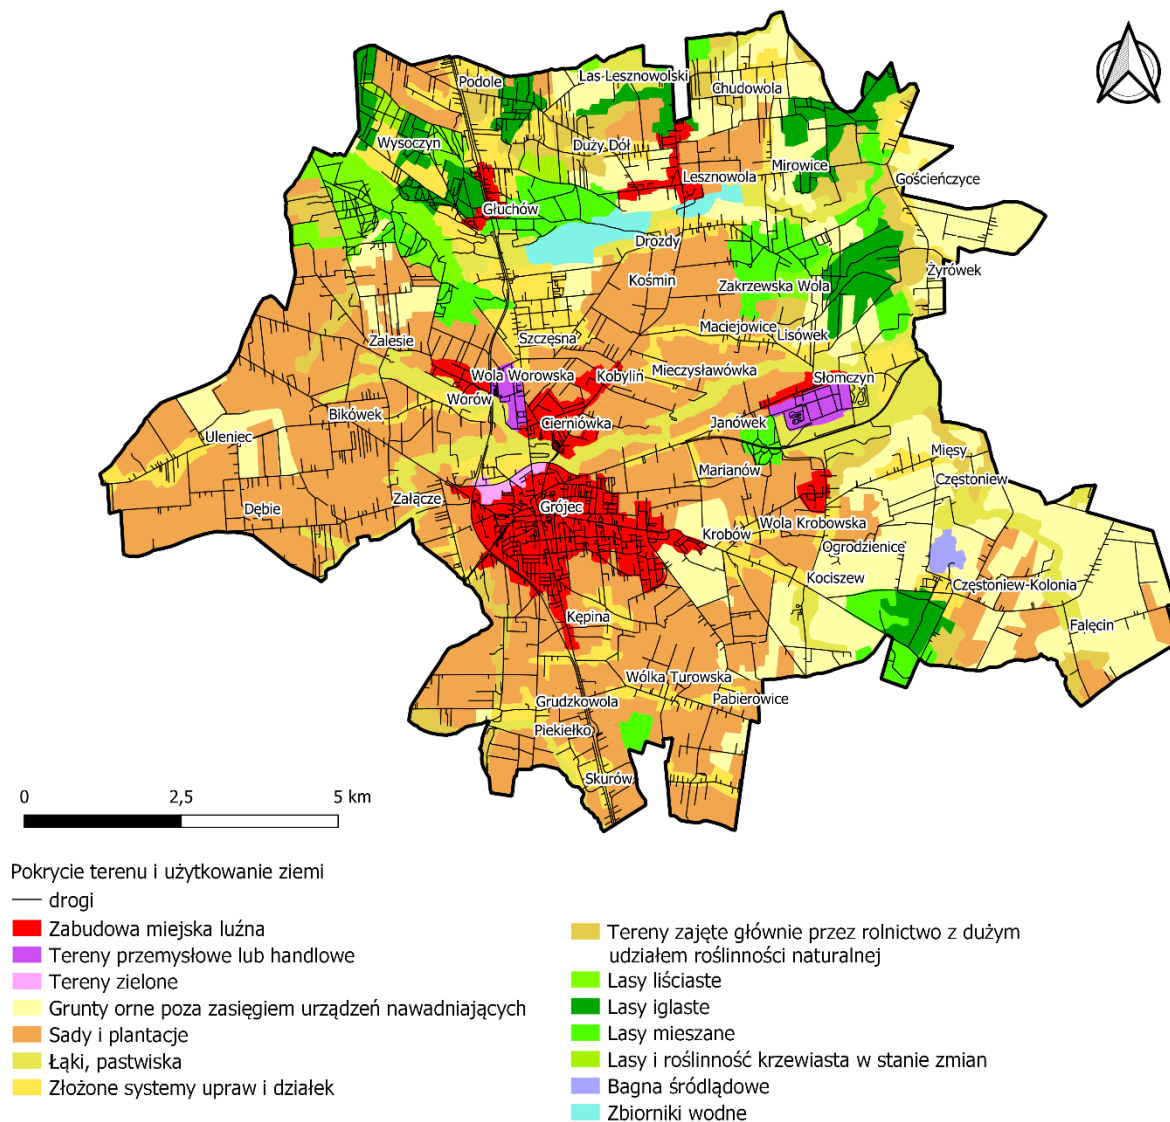 Podole
Las Lesznowolski
Chudowola
Wysoczyn
Duży Dół
Mirowice
Lesznowola
Gościeńczyce
Głuchów
Drozdy
Żyrówek
Kośmin
Zakrzewska Wola
Maciejowice
Lisówek
Zalesie
Szczęsna
Wola Worowska
Kobylin
Mieczysławówka
Słomczyn
Worów
Bikówek
Cierniówka
Janówek
Uleniec
Mięsy
Marianów
Częstoniew
Załącze
Dębie
Grójec
Wola Krobowska
Krobów
Ogrodzienice
Kociszew
Częstoniew-Kolonia
Kępina
Falęcin
Wólka Turowska
Grudzkowola
Pabierowice
Piekiełko
Skurów
0 2,5 5 km
Pokrycie terenu i użytkowanie ziemi
drogi
Zabudowa miejska luźna
Tereny przemysłowe lub handlowe
Tereny zielone
Grunty orne poza zasięgiem urządzeń nawadniających
Sady i plantacje
Łąki, pastwiska
Złożone systemy upraw i działek
Tereny zajęte głównie przez rolnictwo z dużym
udziałem roślinności naturalnej
Lasy liściaste
Lasy iglaste
Lasy mieszane
Lasy i roślinność krzewiasta w stanie zmian
Bagna śródlądowe
Zbiorniki wodne